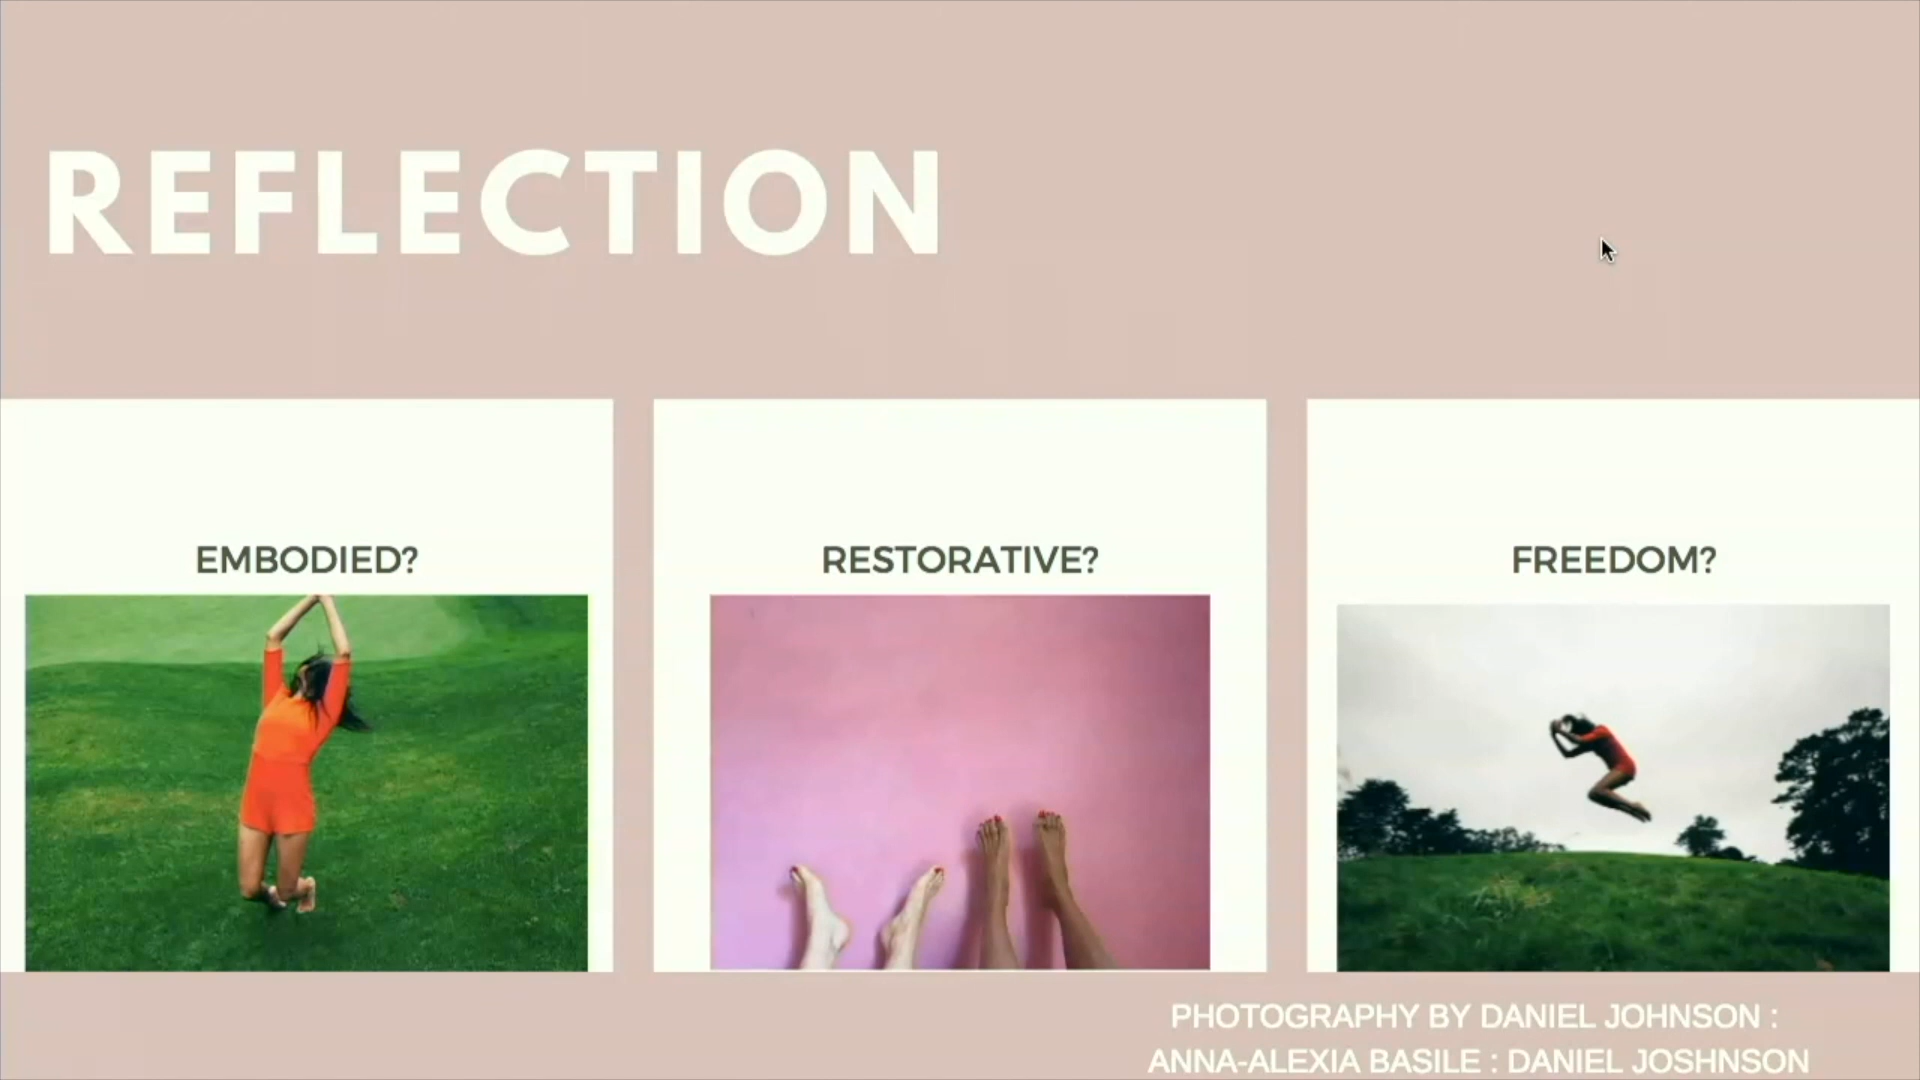 REFLECTION
EMBODIED?
RESTORATIVE?
FREEDOM?
PHOTOGRAPHY BY DANIEL JOHNSON :
ANNA-ALEXIA BASILE : DANIEL JOSHNSON